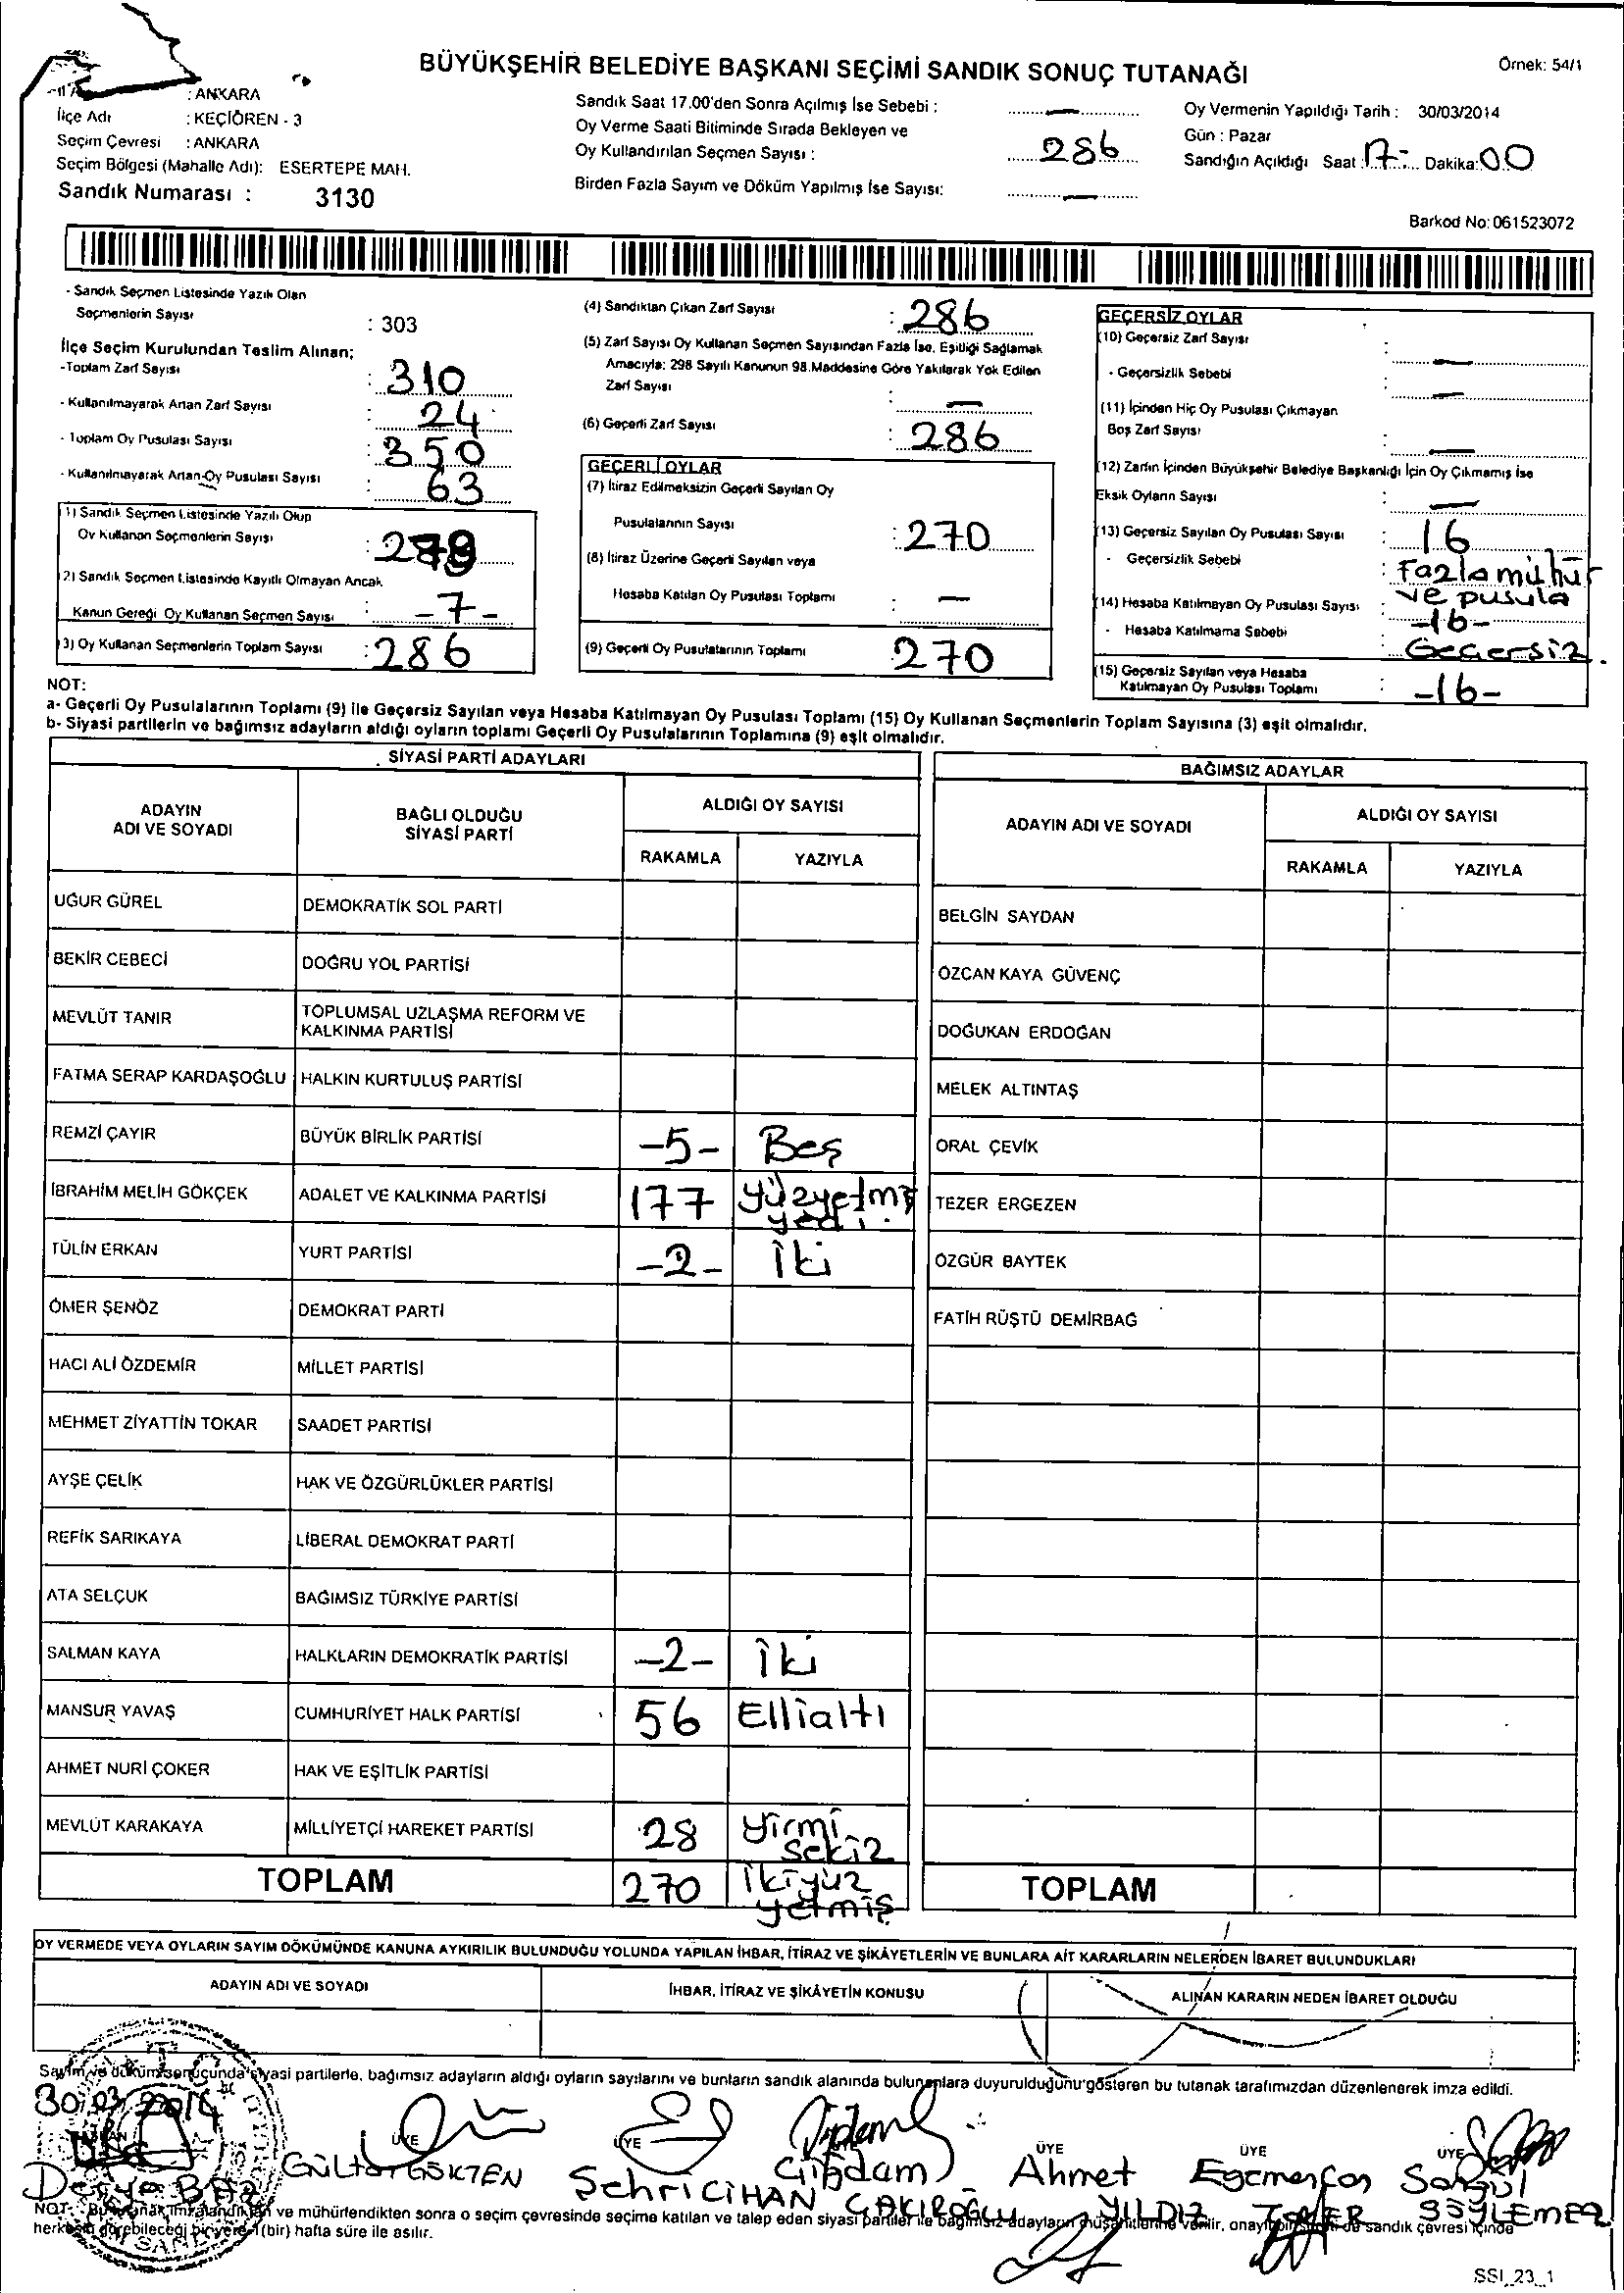 BÜYÜKŞEHİR BELEDİYE BAŞKANI SEÇİMİ SANDIK SONUÇ TUTANAĞI
Örnek: 54/1
: ANKARA
İlçe Adı : KEÇİÖREN - 3
Seçim Çevresi : ANKARA
Seçim Bölgesi (Mahalle Adı): ESERTEPE MAH.
Sandık Numarası : 3130
Sandık Saat 17.00'den Sonra Açılmış İse Sebebi : —
Oy Verme Saati Bitiminde Sırada Bekleyen ve
Oy Kullandırılan Seçmen Sayısı : 286
Birden Fazla Sayım ve Döküm Yapılmış İse Sayısı: —
Oy Vermenin Yapıldığı Tarih : 30/03/2014
Gün : Pazar
Sandığın Açıldığı Saat : 17 Dakika: 00
Barkod No: 061523072
- Sandık Seçmen Listesinde Yazılı Olan
Seçmenlerin Sayısı : 303
İlçe Seçim Kurulundan Teslim Alınan;
-Toplam Zarf Sayısı : 310
- Kullanılmayarak Artan Zarf Sayısı : 24
- Toplam Oy Pusulası Sayısı : 350
- Kullanılmayarak Artan Oy Pusulası Sayısı : 63
(1) Sandık Seçmen Listesinde Yazılı Olup
Oy Kullanan Seçmenlerin Sayısı :
(2) Sandık Seçmen Listesinde Kayıtlı Olmayan Ancak
Kanun Gereği Oy Kullanan Seçmen Sayısı : -7-
(3) Oy Kullanan Seçmenlerin Toplam Sayısı : 286
(4) Sandıktan Çıkan Zarf Sayısı : 286
(5) Zarf Sayısı Oy Kullanan Seçmen Sayısından Fazla İse, Eşitliği Sağlamak
Amacıyla: 298 Sayılı Kanunun 98.Maddesine Göre Yakılarak Yok Edilen
Zarf Sayısı : —
(6) Geçerli Zarf Sayısı : 286
GEÇERLİ OYLAR
(7) İtiraz Edilmeksizin Geçerli Sayılan Oy
Pusulalarının Sayısı : 270
(8) İtiraz Üzerine Geçerli Sayılan veya
Hesaba Katılan Oy Pusulası Toplamı : —
(9) Geçerli Oy Pusulalarının Toplamı : 270
GEÇERSİZ OYLAR
(10) Geçersiz Zarf Sayısı : —
- Geçersizlik Sebebi : —
(11) İçinden Hiç Oy Pusulası Çıkmayan
Boş Zarf Sayısı : —
(12) Zarfın İçinden Büyükşehir Belediye Başkanlığı İçin Oy Çıkmamış İse
Eksik Oyların Sayısı : —
(13) Geçersiz Sayılan Oy Pusulası Sayısı : 16
- Geçersizlik Sebebi : Fazla mühür
ve pusula
(14) Hesaba Katılmayan Oy Pusulası Sayısı : -16-
- Hesaba Katılmama Sebebi : Geçersiz.
(15) Geçersiz Sayılan veya Hesaba
Katılmayan Oy Pusulası Toplamı : -16-
NOT:
a- Geçerli Oy Pusulalarının Toplamı (9) ile Geçersiz Sayılan veya Hesaba Katılmayan Oy Pusulası Toplamı (15) Oy Kullanan Seçmenlerin Toplam Sayısına (3) eşit olmalıdır.
b- Siyasi partilerin ve bağımsız adayların aldığı oyların toplamı Geçerli Oy Pusulalarının Toplamına (9) eşit olmalıdır.
SİYASİ PARTİ ADAYLARI
ADAYIN ADI VE SOYADI
BAĞLI OLDUĞU SİYASİ PARTİ
ALDIĞI OY SAYISI
RAKAMLA YAZIYLA
UĞUR GÜREL DEMOKRATİK SOL PARTİ
BEKİR CEBECİ DOĞRU YOL PARTİSİ
MEVLÜT TANIR TOPLUMSAL UZLAŞMA REFORM VE
KALKINMA PARTİSİ
FATMA SERAP KARDAŞOĞLU HALKIN KURTULUŞ PARTİSİ
REMZİ ÇAYIR BÜYÜK BİRLİK PARTİSİ -5- Beş
İBRAHİM MELİH GÖKÇEK ADALET VE KALKINMA PARTİSİ 177 yüzyetmiş
yedi.
TÜLİN ERKAN YURT PARTİSİ -2- İki
ÖMER ŞENÖZ DEMOKRAT PARTİ
HACI ALİ ÖZDEMİR MİLLET PARTİSİ
MEHMET ZİYATTİN TOKAR SAADET PARTİSİ
AYŞE ÇELİK HAK VE ÖZGÜRLÜKLER PARTİSİ
REFİK SARIKAYA LİBERAL DEMOKRAT PARTİ
ATA SELÇUK BAĞIMSIZ TÜRKİYE PARTİSİ
SALMAN KAYA HALKLARIN DEMOKRATİK PARTİSİ -2- İki
MANSUR YAVAŞ CUMHURİYET HALK PARTİSİ 56 Ellialtı
AHMET NURİ ÇOKER HAK VE EŞİTLİK PARTİSİ
MEVLÜT KARAKAYA MİLLİYETÇİ HAREKET PARTİSİ 28 yirmi
sekiz
TOPLAM 270 İkiyüz
yetmiş
BAĞIMSIZ ADAYLAR
ADAYIN ADI VE SOYADI
ALDIĞI OY SAYISI
RAKAMLA YAZIYLA
BELGİN SAYDAN
ÖZCAN KAYA GÜVENÇ
DOĞUKAN ERDOĞAN
MELEK ALTINTAŞ
ORAL ÇEVİK
TEZER ERGEZEN
ÖZGÜR BAYTEK
FATİH RÜŞTÜ DEMİRBAĞ
TOPLAM
OY VERMEDE VEYA OYLARIN SAYIM DÖKÜMÜNDE KANUNA AYKIRILIK BULUNDUĞU YOLUNDA YAPILAN İHBAR, İTİRAZ VE ŞİKÂYETLERİN VE BUNLARA AİT KARARLARIN NELERDEN İBARET BULUNDUKLARI
ADAYIN ADI VE SOYADI İHBAR, İTİRAZ VE ŞİKÂYETİN KONUSU ALINAN KARARIN NEDEN İBARET OLDUĞU
Sayım ve döküm sonucunda siyasi partilerle, bağımsız adayların aldığı oyların sayılarını ve bunların sandık alanında bulunanlara duyurulduğunu gösteren bu tutanak tarafımızdan düzenlenerek imza edildi.
30.03.2014
BAŞKAN ÜYE ÜYE ÜYE ÜYE ÜYE
Derya Gültər GÖKTEN Şehri CİHAN Çiğdem ÇAKIROĞLU Ahmet YILDIZ Egemen TANER Songül SÖYLEMEZ
NOT: Bu tutanak, imzalandıktan ve mühürlendikten sonra o seçim çevresinde seçime katılan ve talep eden siyasi partiler ile bağımsız adayların müşahitlerine verilir, onaylı bir sureti de sandık çevresi içinde
herkesin görebileceği bir yere 1 (bir) hafta süre ile asılır.
SSI_23_1